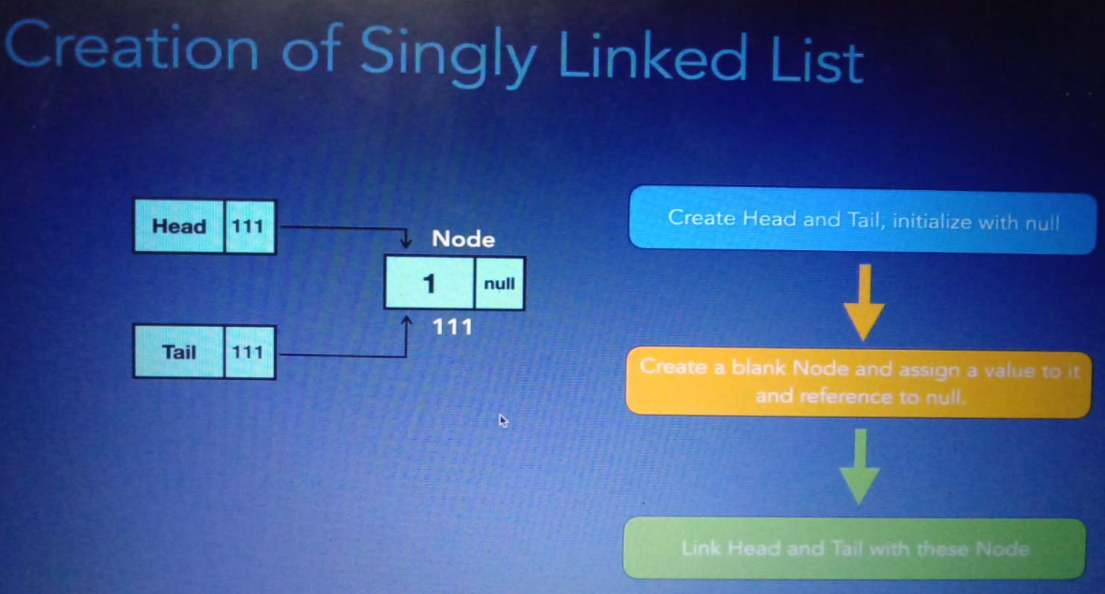 Creation of Singly Linked List
Head 111
Node
1 null
111
Tail 111
Create Head and Tail, initialize with null
Create a blank Node and assign a value to it
and reference to null.
Link Head and Tail with these Node